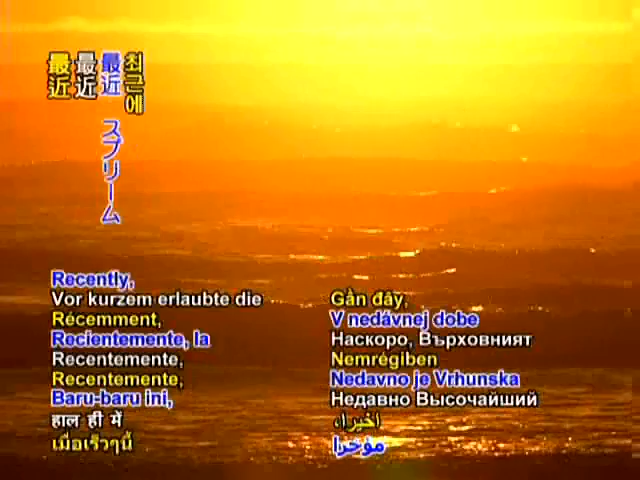 最近
最近
最近 スプリーム
최근에
Recently,
Vor kurzem erlaubte die
Récemment,
Recientemente, la
Recentemente,
Recentemente,
Baru-baru ini,
हाल ही में
เมื่อเร็วๆนี้
Gần đây,
V nedávnej dobe
Наскоро, Върховният
Nemrégiben
Nedavno je Vrhunska
Недавно Высочайший
اخیرا،
مؤخرا